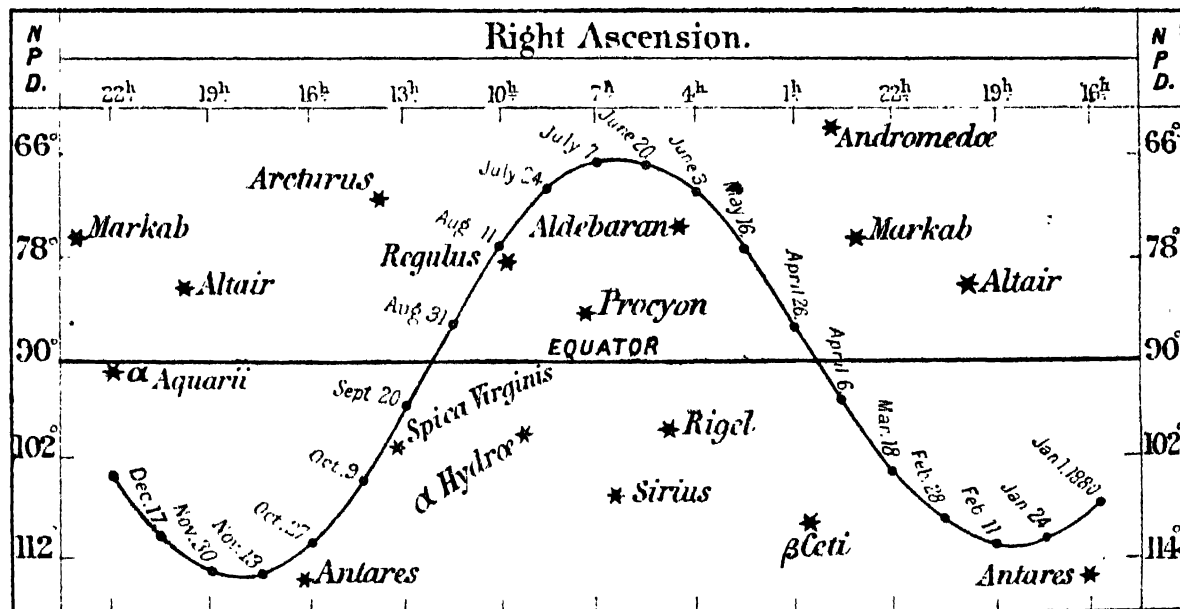 N P D.
Right Ascension.
N P D.
22h 19h 16h 13h 10h 7h 4h 1h 22h 19h 16h
66°
July 7
June 20
June 3
Andromedœ
66°
Arcturus
July 24
May 16
Markab
Aug 11
Aldebaran
Markab
78°
Regulus
78°
Altair
Aug 31
Procyon
April 26
Altair
90°
EQUATOR
90°
α Aquarii
April 6
Sept 20
Spica Virginis
Rigel
Mar. 18
102°
Oct. 9
α Hydrœ
102°
Dec. 17
Sirius
Feb. 28
Jan 1. 1880
Nov. 30
Nov. 13
Oct. 27
Feb. 11
Jan 24
112°
β Ceti
114°
Antares
Antares